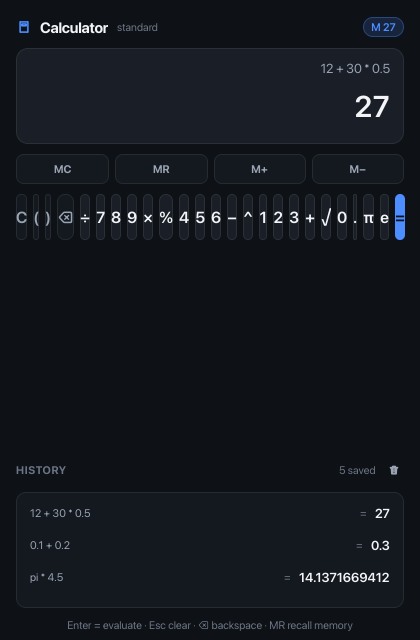 Calculator standard M 27
12 + 30 * 0.5
27
MC MR M+ M−
C ( ) ⌫ ÷ 7 8 9 × % 4 5 6 − ^ 1 2 3 + √ 0 . π e =
HISTORY 5 saved
12 + 30 * 0.5 = 27
0.1 + 0.2 = 0.3
pi * 4.5 = 14.1371669412
Enter = evaluate · Esc clear · ⌫ backspace · MR recall memory